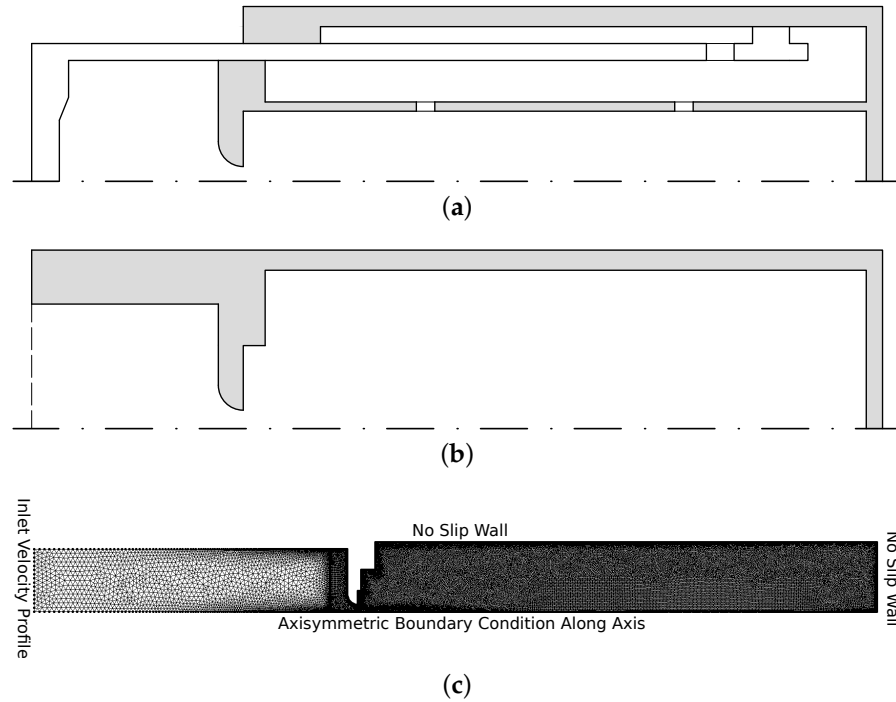 (a)
(b)
Inlet Velocity Profile
No Slip Wall
No Slip Wall
Axisymmetric Boundary Condition Along Axis
(c)